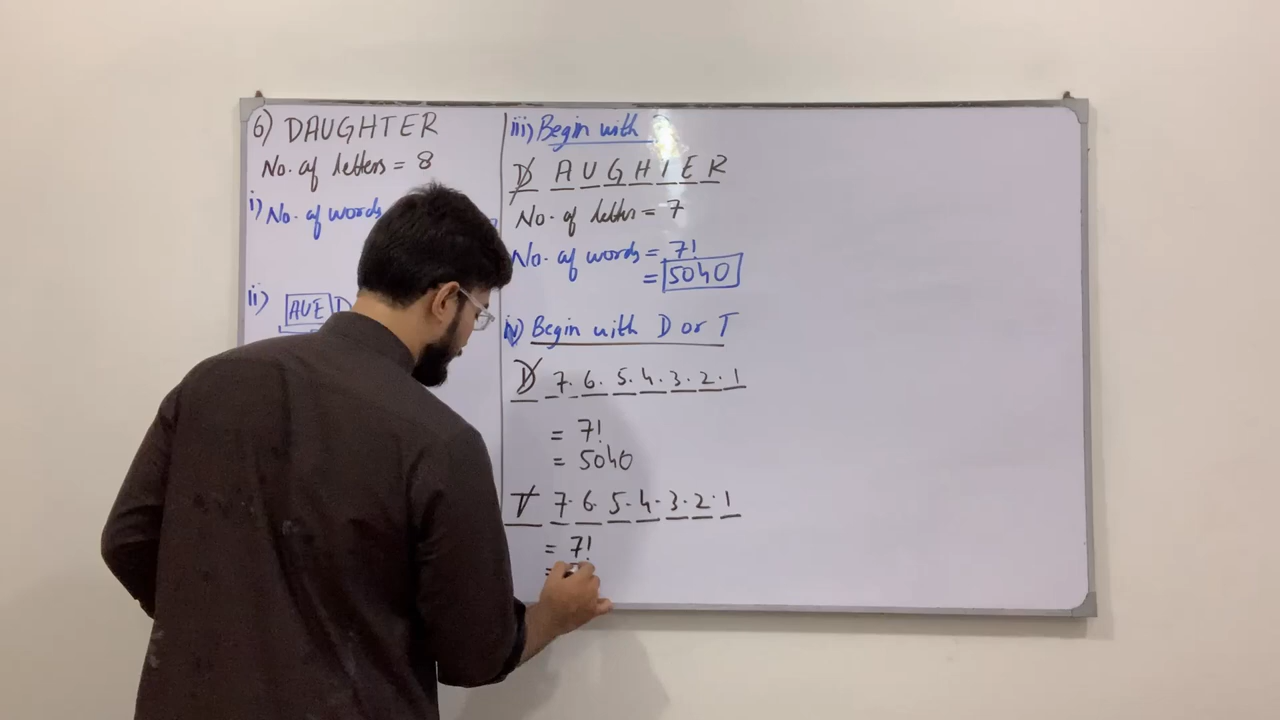 6) DAUGHTER
No. of letters = 8
i) No. of words
ii) AUE D
iii) Begin with
D A U G H T E R
No. of letters = 7
No. of words = 7!
= 5040
iv) Begin with D or T
D 7. 6. 5. 4. 3. 2. 1
= 7!
= 5040
T 7. 6. 5. 4. 3. 2. 1
= 7!
=